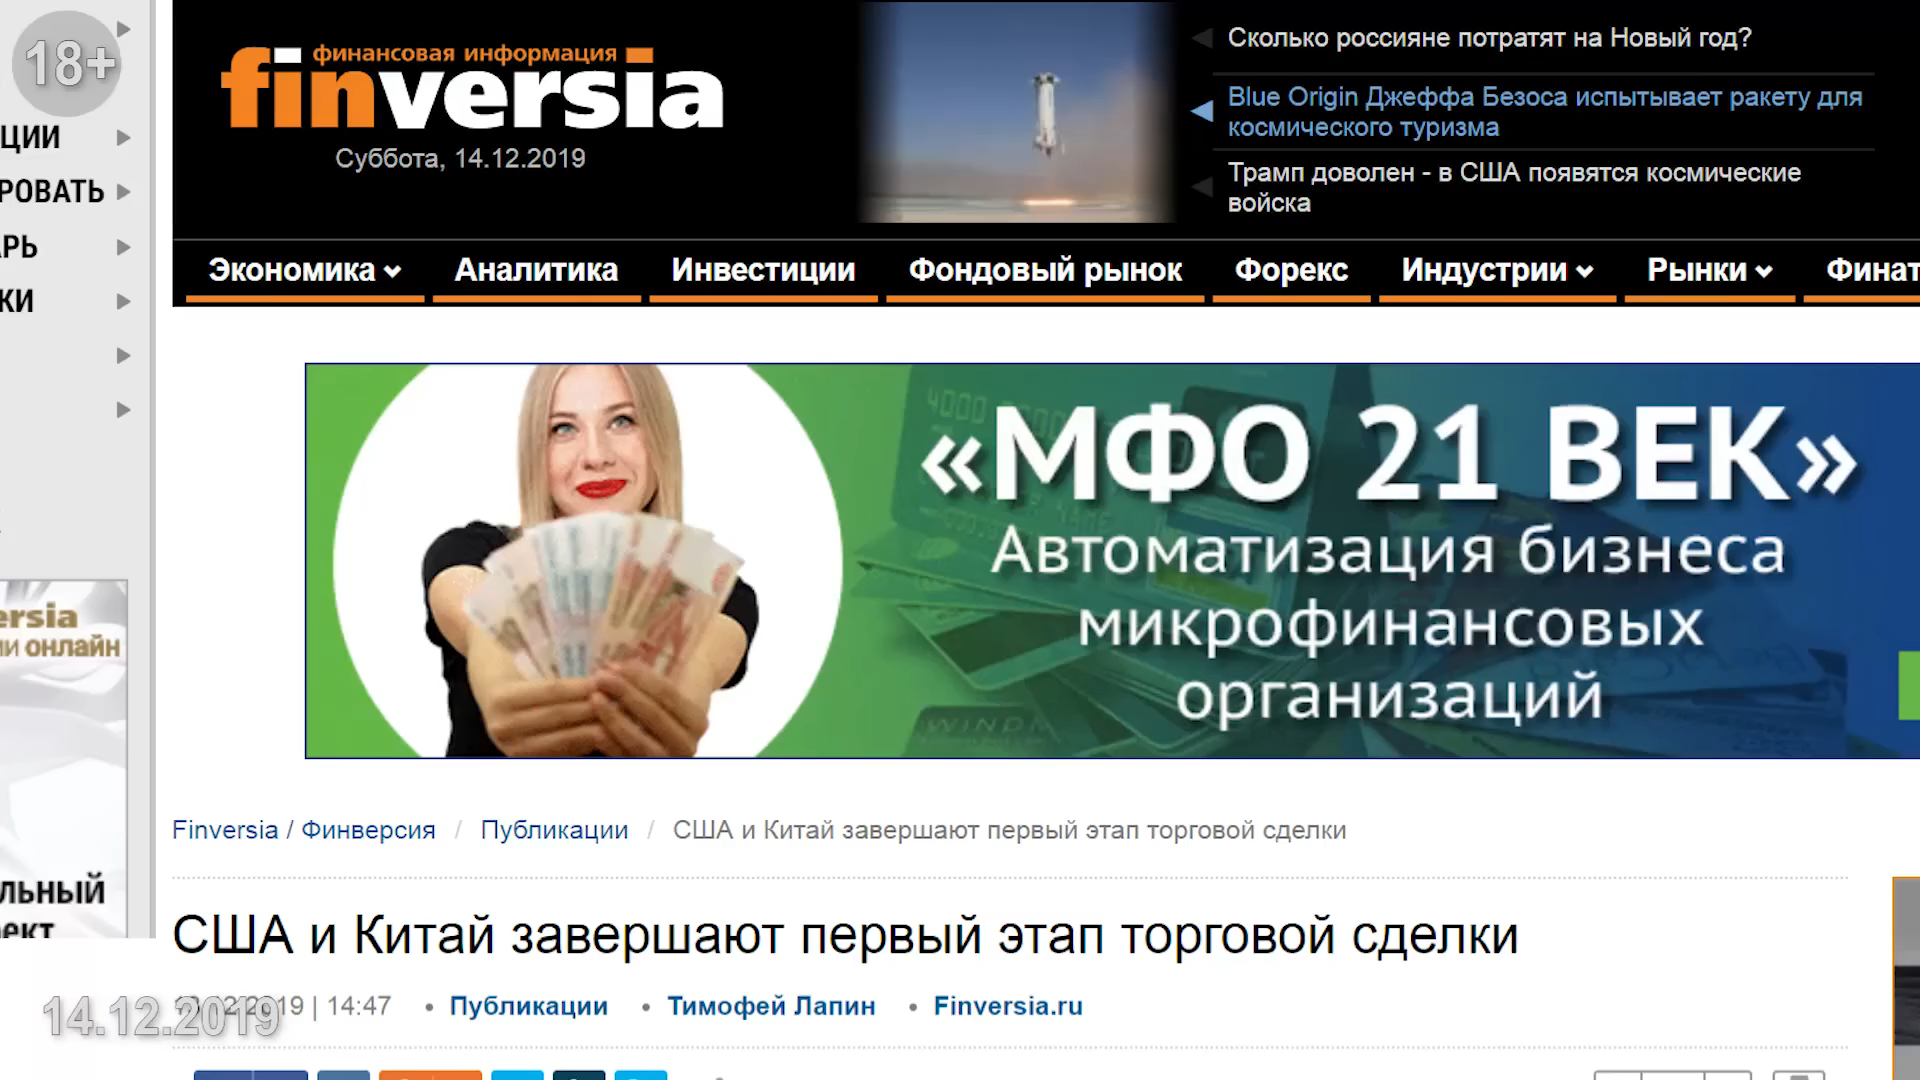 18+
ЦИИ
РОВАТЬ
РЬ
КИ
финансовая информация
finversia
Суббота, 14.12.2019
Сколько россияне потратят на Новый год?
Blue Origin Джеффа Безоса испытывает ракету для
космического туризма
Трамп доволен - в США появятся космические
войска
Экономика Аналитика Инвестиции Фондовый рынок Форекс Индустрии Рынки Финат
«МФО 21 ВЕК»
Автоматизация бизнеса
микрофинансовых
организаций
ersia
ии онлайн
льный
ект
Finversia / Финверсия / Публикации / США и Китай завершают первый этап торговой сделки
США и Китай завершают первый этап торговой сделки
| 14:47 • Публикации • Тимофей Лапин • Finversia.ru
14.12.2019